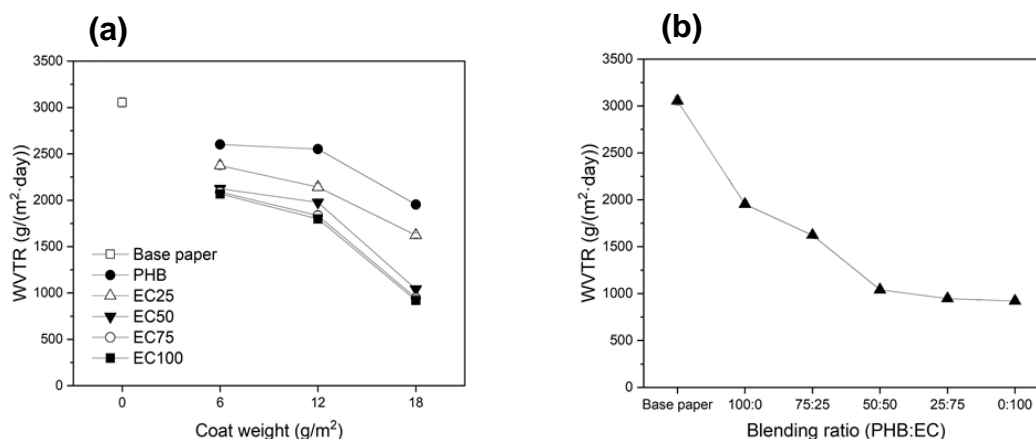 (a)
3500
3000
2500
2000
1500
1000
500
0
WVTR (g/(m²·day))
Base paper
PHB
EC25
EC50
EC75
EC100
0 6 12 18
Coat weight (g/m²)
(b)
3500
3000
2500
2000
1500
1000
500
0
WVTR (g/(m²·day))
Base paper 100:0 75:25 50:50 25:75 0:100
Blending ratio (PHB:EC)